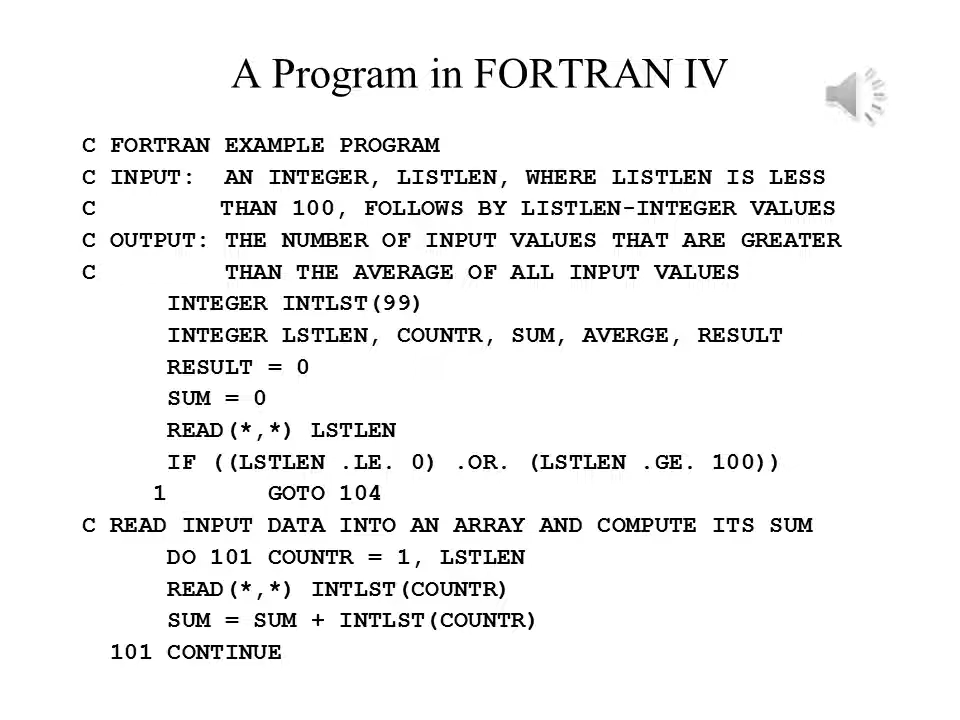 A Program in FORTRAN IV
C FORTRAN EXAMPLE PROGRAM
C INPUT:  AN INTEGER, LISTLEN, WHERE LISTLEN IS LESS
C         THAN 100, FOLLOWS BY LISTLEN-INTEGER VALUES
C OUTPUT: THE NUMBER OF INPUT VALUES THAT ARE GREATER
C         THAN THE AVERAGE OF ALL INPUT VALUES
      INTEGER INTLST(99)
      INTEGER LSTLEN, COUNTR, SUM, AVERGE, RESULT
      RESULT = 0
      SUM = 0
      READ(*,*) LSTLEN
      IF ((LSTLEN .LE. 0) .OR. (LSTLEN .GE. 100))
     1       GOTO 104
C READ INPUT DATA INTO AN ARRAY AND COMPUTE ITS SUM
      DO 101 COUNTR = 1, LSTLEN
      READ(*,*) INTLST(COUNTR)
      SUM = SUM + INTLST(COUNTR)
  101 CONTINUE